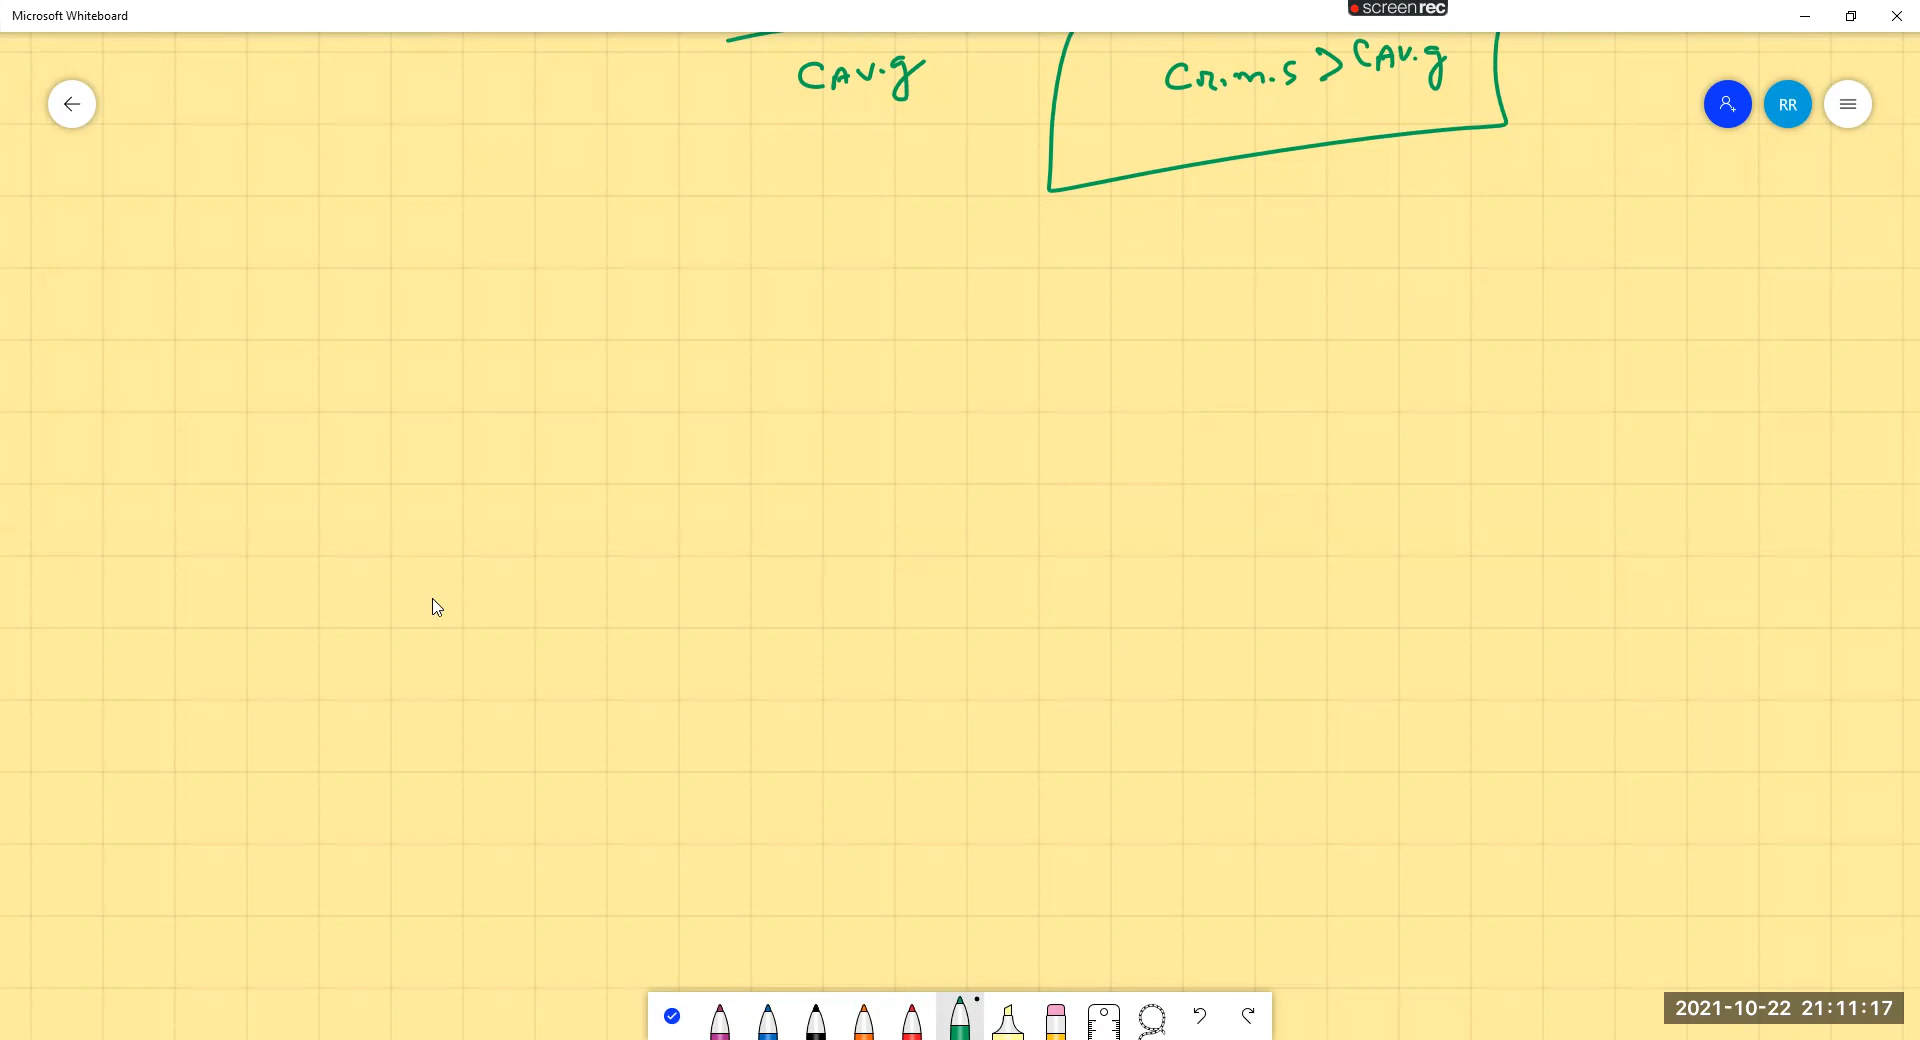 Microsoft Whiteboard
screenrec
CAV.g
Cr.m.s > CAV.g
RR
2021-10-22 21:11:17